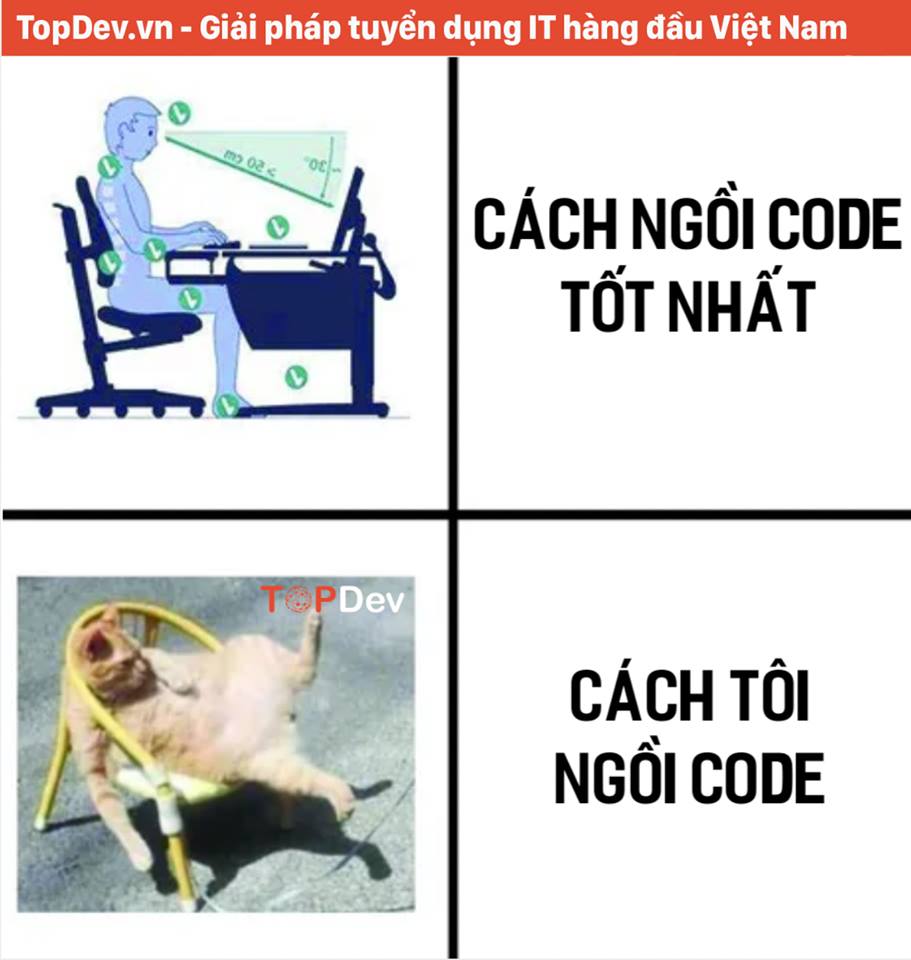 TopDev.vn - Giải pháp tuyển dụng IT hàng đầu Việt Nam
> 50 cm
~ 30°
CÁCH NGỒI CODE
TỐT NHẤT
TOPDev
CÁCH TÔI
NGỒI CODE